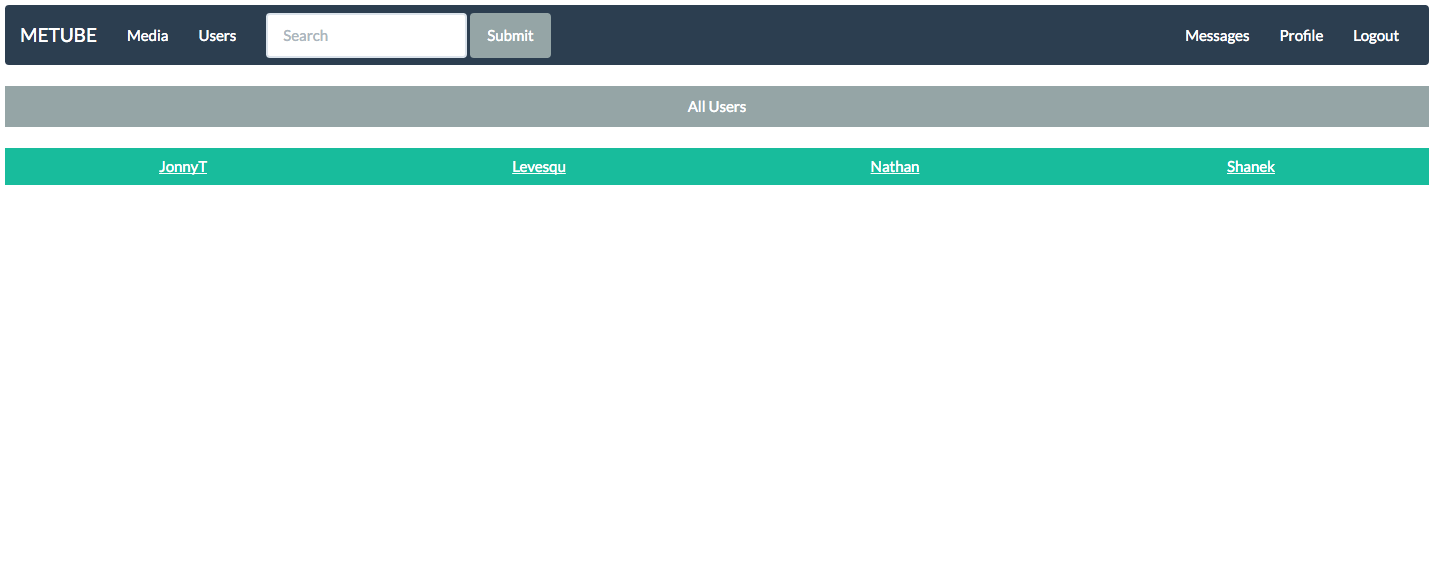 METUBE Media Users Search Submit Messages Profile Logout
All Users
JonnyT Levesqu Nathan Shanek